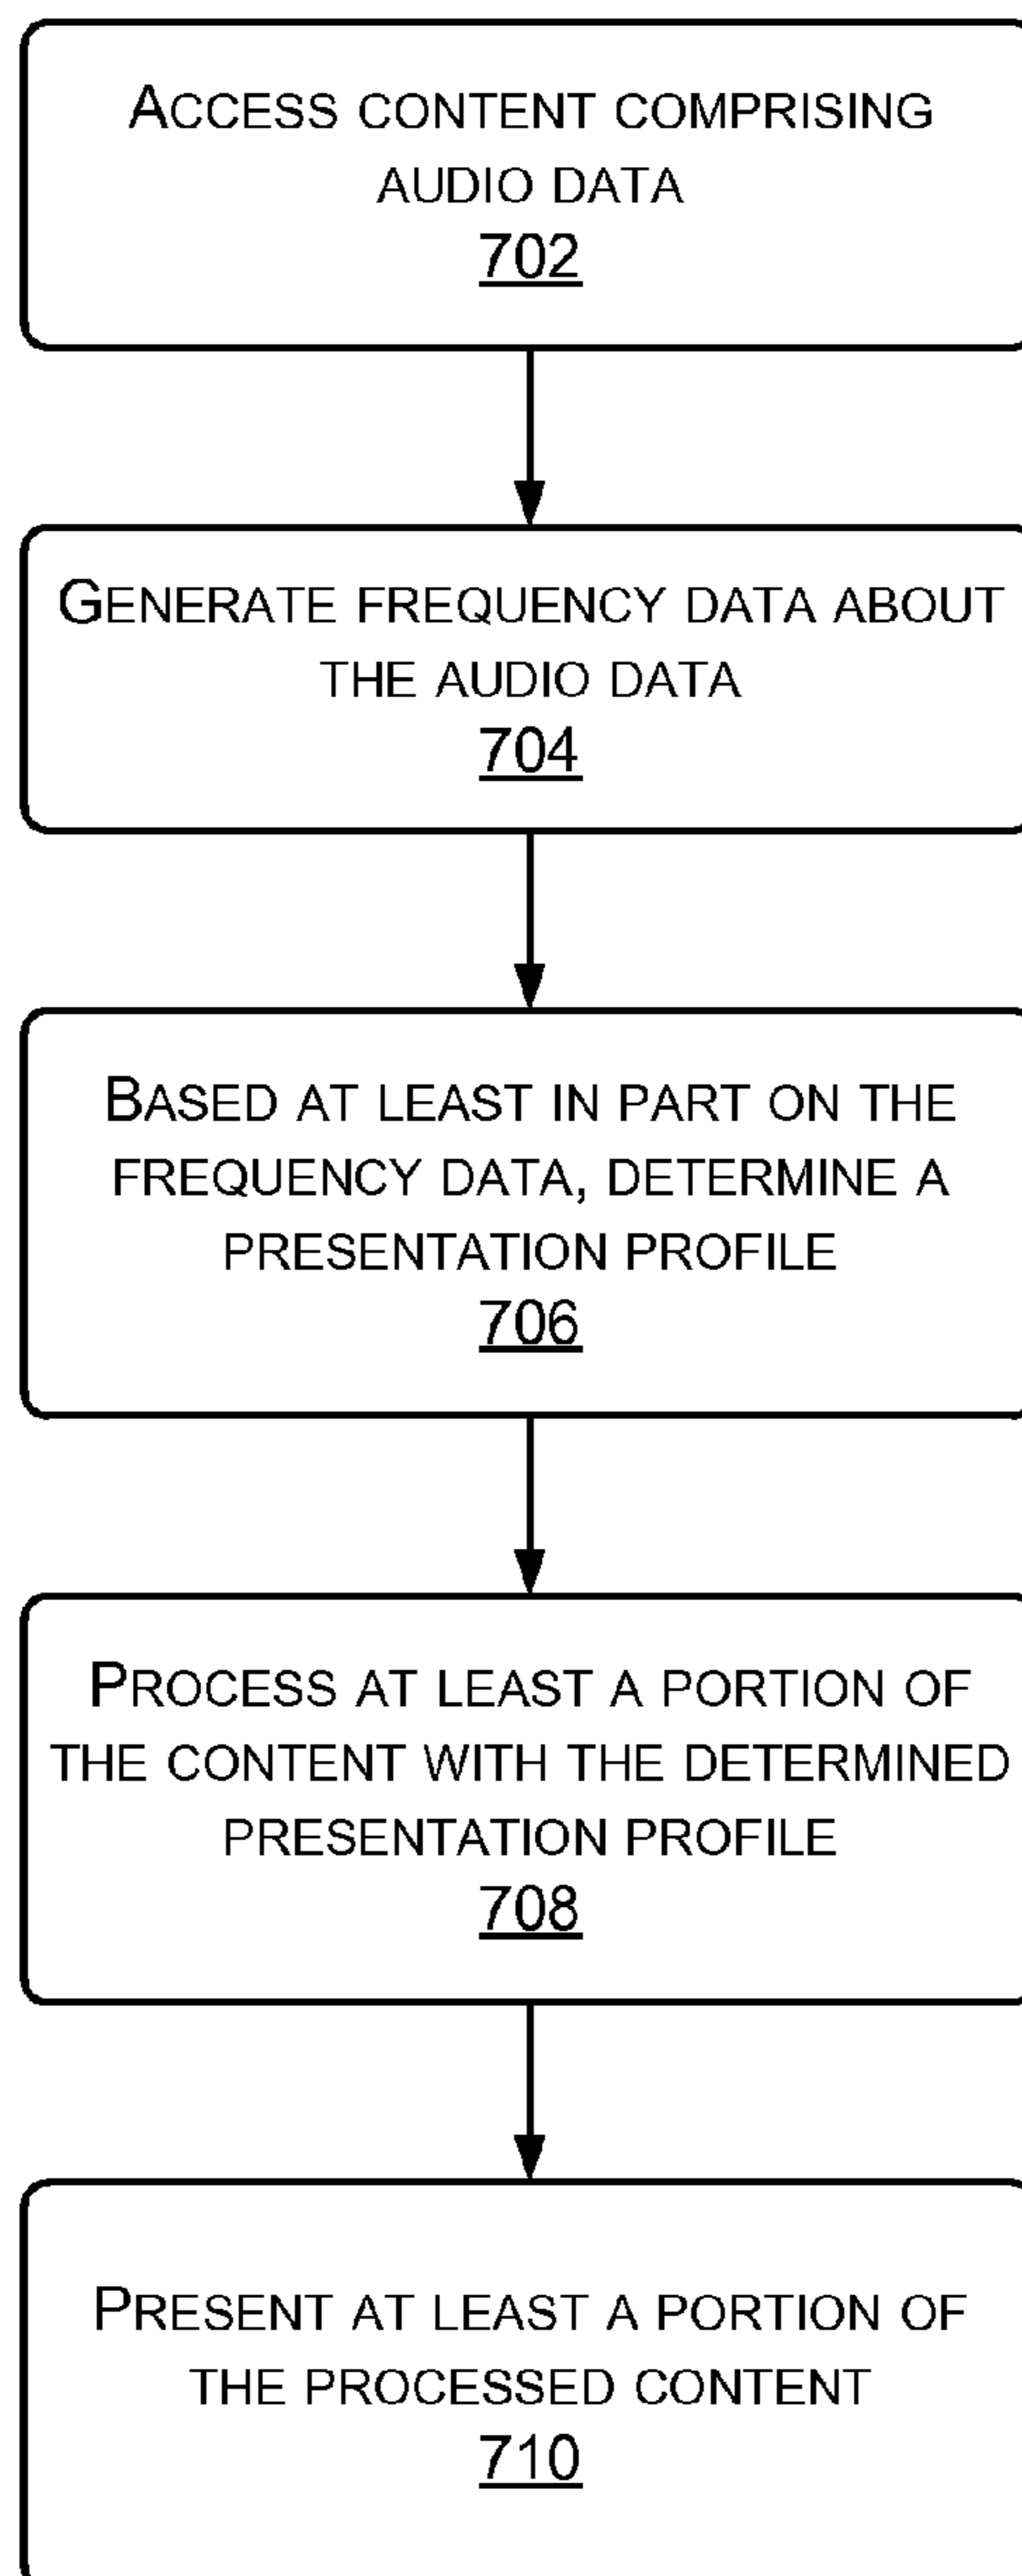 ACCESS CONTENT COMPRISING
AUDIO DATA
702
GENERATE FREQUENCY DATA ABOUT
THE AUDIO DATA
704
BASED AT LEAST IN PART ON THE
FREQUENCY DATA, DETERMINE A
PRESENTATION PROFILE
706
PROCESS AT LEAST A PORTION OF
THE CONTENT WITH THE DETERMINED
PRESENTATION PROFILE
708
PRESENT AT LEAST A PORTION OF
THE PROCESSED CONTENT
710